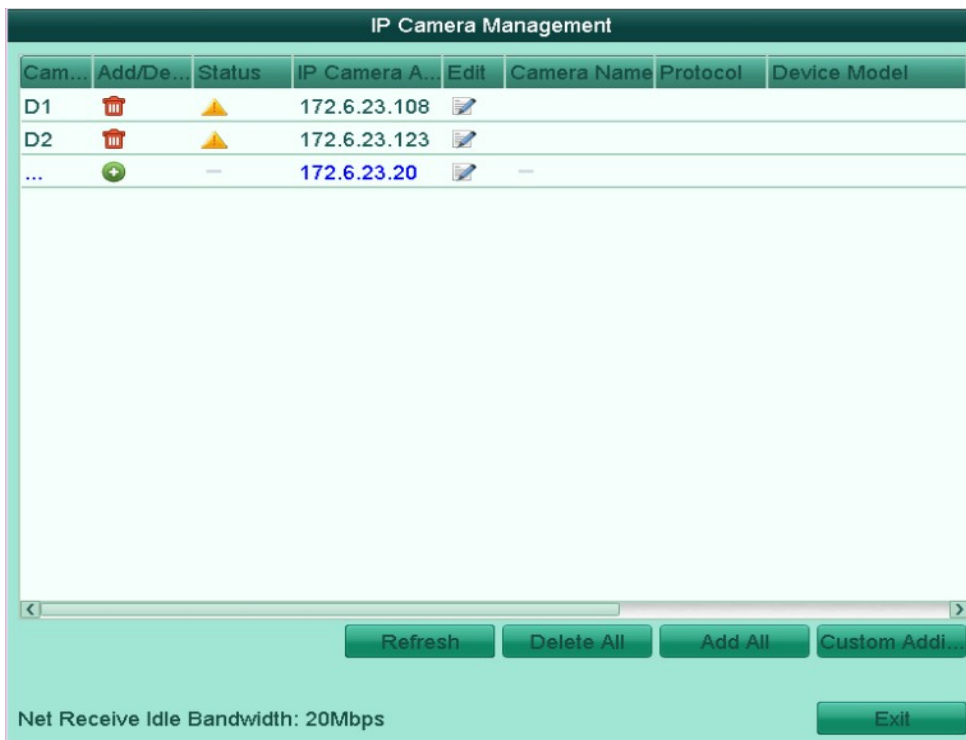 IP Camera Management
Cam... Add/De... Status IP Camera A... Edit Camera Name Protocol Device Model
D1 172.6.23.108
D2 172.6.23.123
... — 172.6.23.20 —
Refresh Delete All Add All Custom Addi...
Net Receive Idle Bandwidth: 20Mbps Exit